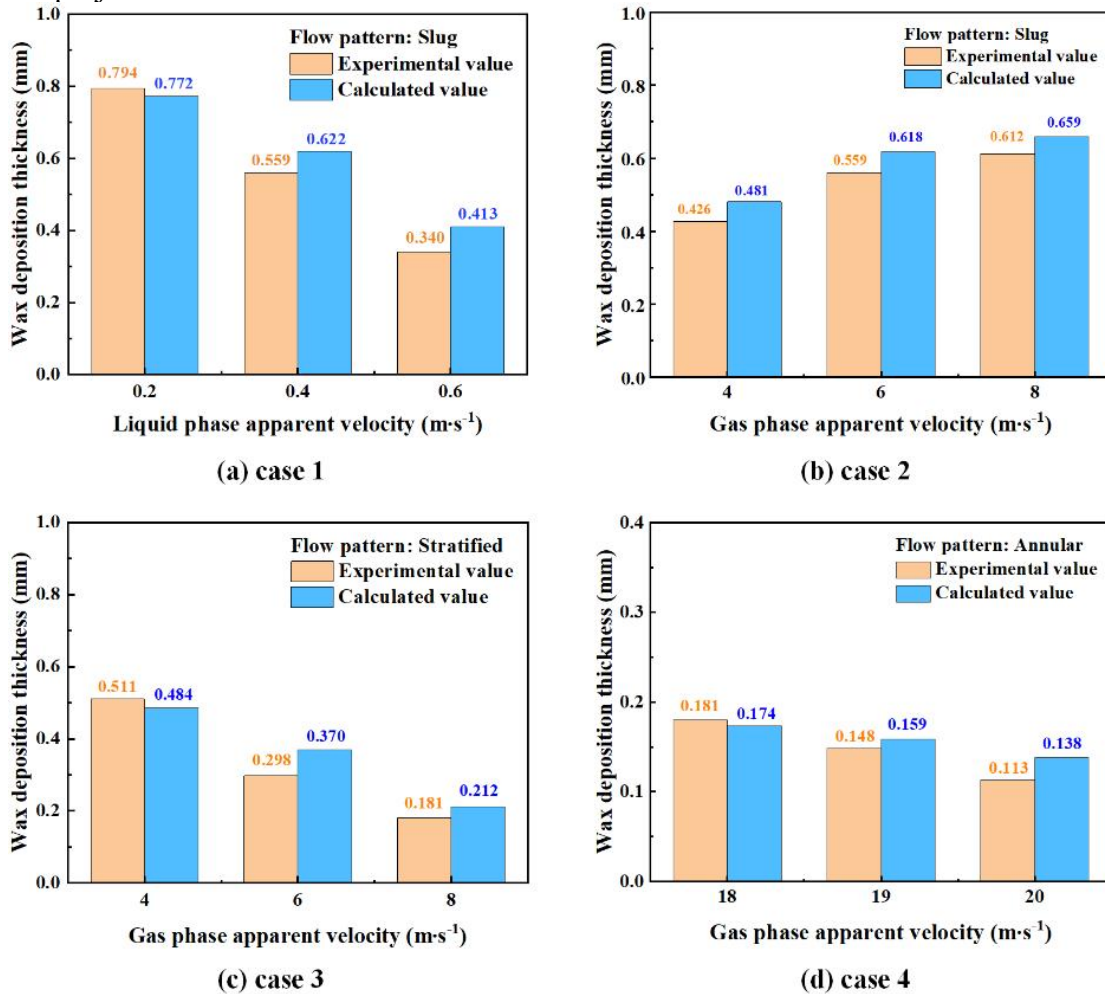 1.0
0.8
0.6
0.4
0.2
0.0
Wax deposition thickness (mm)
Flow pattern: Slug
Experimental value
Calculated value
0.794
0.772
0.559
0.622
0.340
0.413
0.2
0.4
0.6
Liquid phase apparent velocity (m·s⁻¹)
(a) case 1
1.0
0.8
0.6
0.4
0.2
0.0
Wax deposition thickness (mm)
Flow pattern: Slug
Experimental value
Calculated value
0.426
0.481
0.559
0.618
0.612
0.659
4
6
8
Gas phase apparent velocity (m·s⁻¹)
(b) case 2
1.0
0.8
0.6
0.4
0.2
0.0
Wax deposition thickness (mm)
Flow pattern: Stratified
Experimental value
Calculated value
0.511
0.484
0.298
0.370
0.181
0.212
4
6
8
Gas phase apparent velocity (m·s⁻¹)
(c) case 3
0.4
0.3
0.2
0.1
0.0
Wax deposition thickness (mm)
Flow pattern: Annular
Experimental value
Calculated value
0.181
0.174
0.148
0.159
0.113
0.138
18
19
20
Gas phase apparent velocity (m·s⁻¹)
(d) case 4